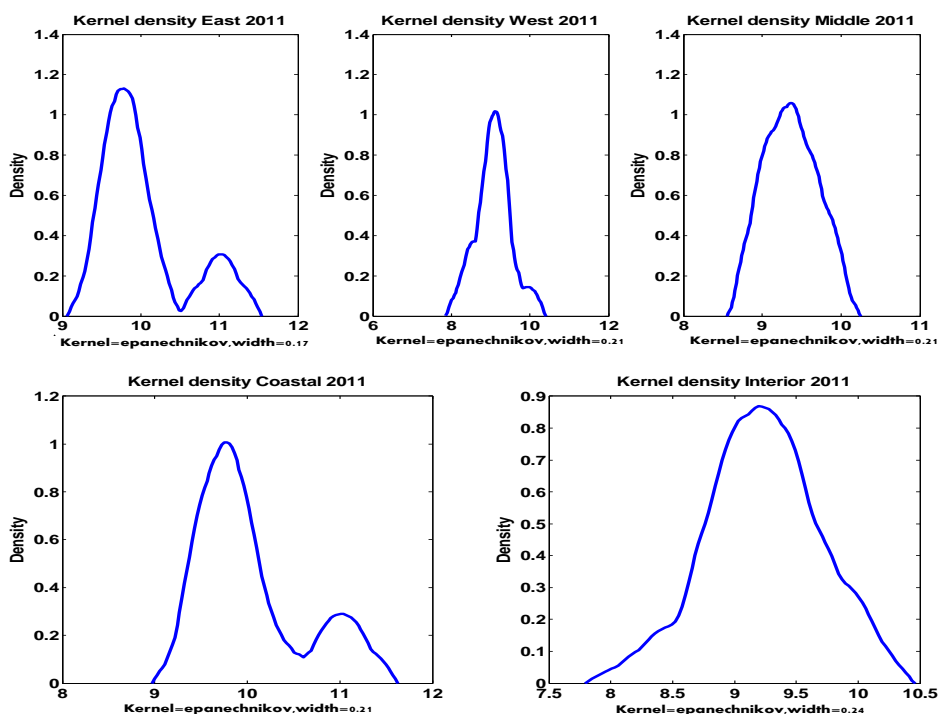 Kernel density East 2011
1.4
1.2
1
0.8
0.6
0.4
0.2
0
Density
9 10 11 12
Kernel=epanechnikov,width=0.17
Kernel density West 2011
1.4
1.2
1
0.8
0.6
0.4
0.2
0
Density
6 7 8 9 10 11 12
Kernel=epanechnikov,width=0.21
Kernel density Middle 2011
1.4
1.2
1
0.8
0.6
0.4
0.2
0
Density
8 9 10 11
Kernel=epanechnikov,width=0.21
Kernel density Coastal 2011
1.2
1
0.8
0.6
0.4
0.2
0
Density
8 9 10 11 12
Kernel=epanechnikov,width=0.21
Kernel density Interior 2011
0.9
0.8
0.7
0.6
0.5
0.4
0.3
0.2
0.1
0
Density
7.5 8 8.5 9 9.5 10 10.5
Kernel=epanechnikov,width=0.24